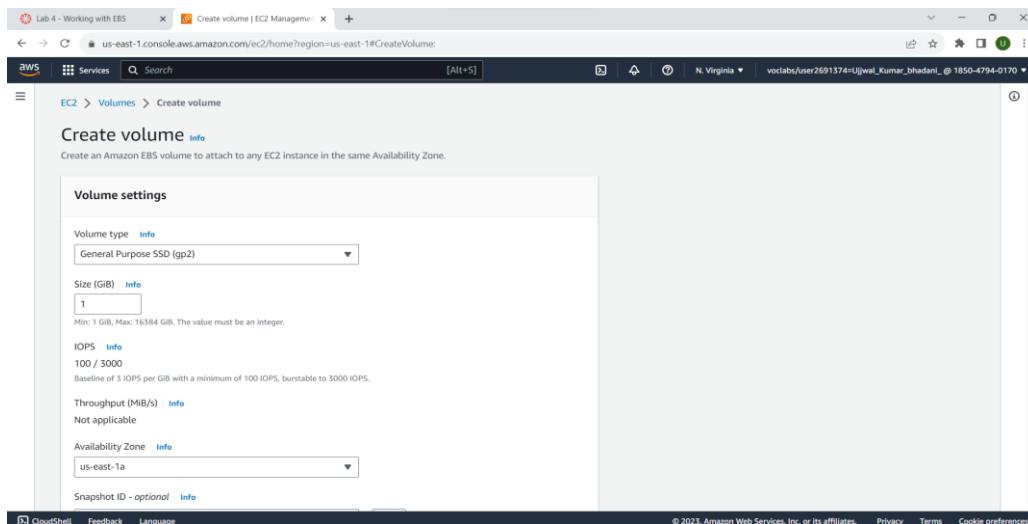 Lab 4 - Working with EBS
Create volume | EC2 Managemen
us-east-1.console.aws.amazon.com/ec2/home?region=us-east-1#CreateVolume:
U
aws
Services
Search
[Alt+S]
N. Virginia
voclabs/user2691374=Ujjwal_Kumar_bhadani_ @ 1850-4794-0170
EC2 > Volumes > Create volume
Create volume Info
Create an Amazon EBS volume to attach to any EC2 instance in the same Availability Zone.
Volume settings
Volume type Info
General Purpose SSD (gp2)
Size (GiB) Info
1
Min: 1 GiB, Max: 16384 GiB. The value must be an integer.
IOPS Info
100 / 3000
Baseline of 3 IOPS per GiB with a minimum of 100 IOPS, burstable to 3000 IOPS.
Throughput (MiB/s) Info
Not applicable
Availability Zone Info
us-east-1a
Snapshot ID - optional Info
CloudShell Feedback Language
© 2023, Amazon Web Services, Inc. or its affiliates. Privacy Terms Cookie preferences